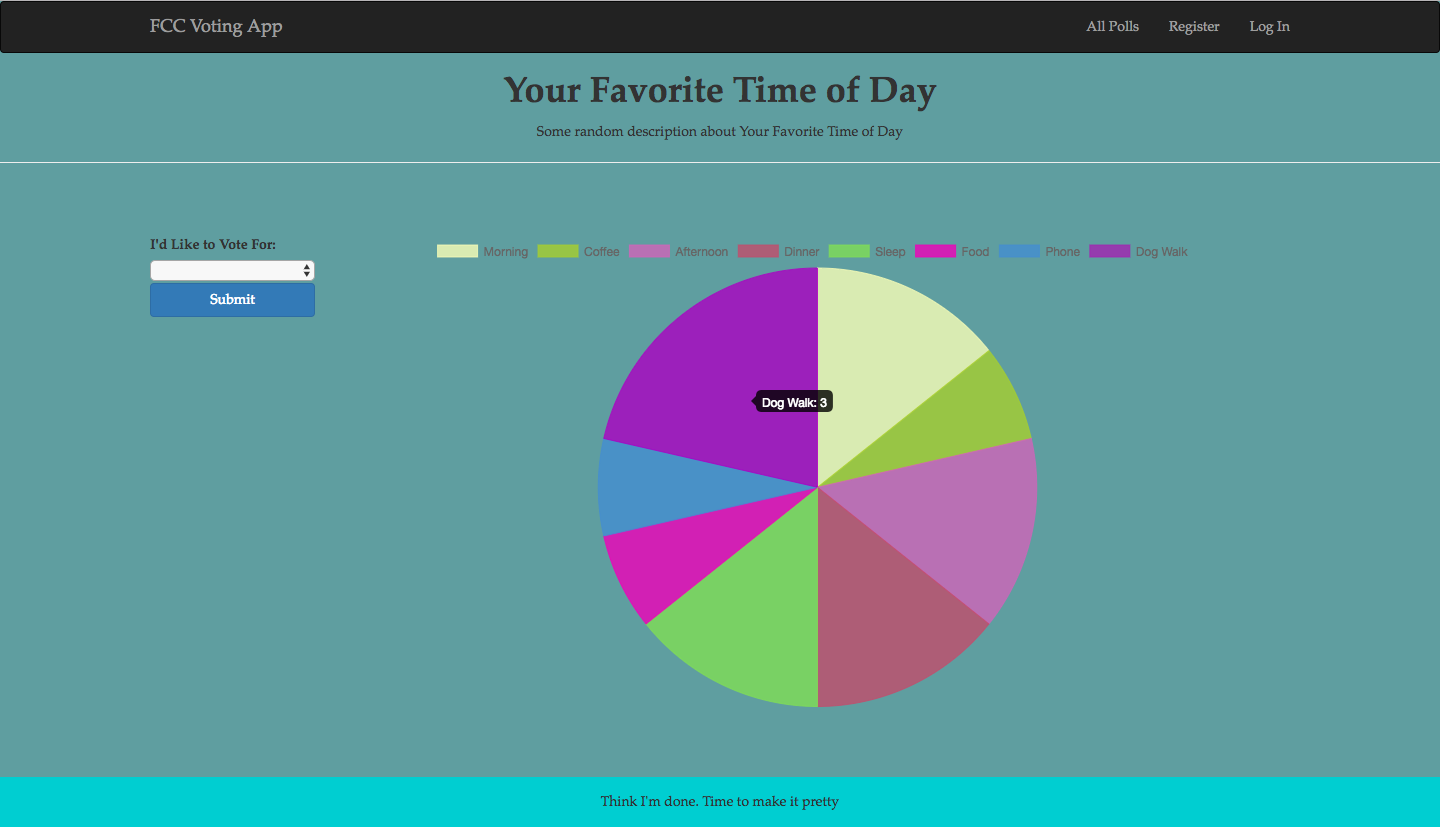 FCC Voting App All Polls Register Log In
Your Favorite Time of Day
Some random description about Your Favorite Time of Day
I'd Like to Vote For:
Submit
Morning Coffee Afternoon Dinner Sleep Food Phone Dog Walk
Dog Walk: 3
Think I'm done. Time to make it pretty